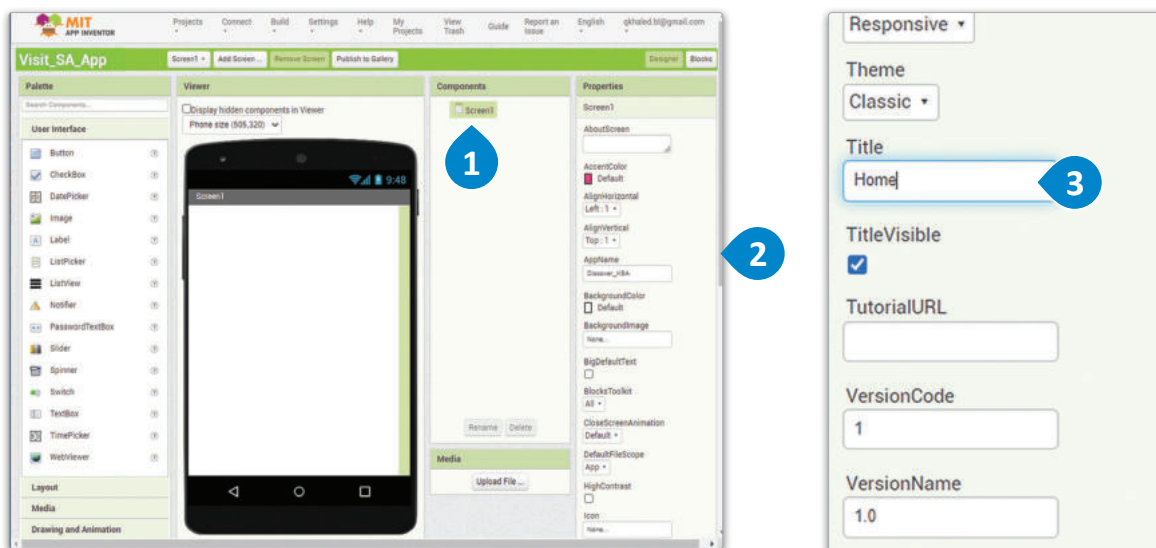 MIT
APP INVENTOR
Projects Connect Build Settings Help My Projects View Trash Guide Report an Issue English qkhaled.bl@gmail.com
Visit_SA_App
Screen1 Add Screen ... Remove Screen Publish to Gallery Designer Blocks
Palette
Search Components...
User Interface
Button
CheckBox
DatePicker
Image
Label
ListPicker
ListView
Notifier
PasswordTextBox
Slider
Spinner
Switch
TextBox
TimePicker
WebViewer
Layout
Media
Drawing and Animation
Viewer
Display hidden components in Viewer
Phone size (505,320)
9:48
Screen1
Components
Screen1
1
Rename Delete
Media
Upload File ...
Properties
Screen1
AboutScreen
AccentColor
Default
AlignHorizontal
Left : 1
AlignVertical
Top : 1
2
AppName
Discover_KSA
BackgroundColor
Default
BackgroundImage
None...
BigDefaultText
BlocksToolkit
All
CloseScreenAnimation
Default
DefaultFileScope
App
HighContrast
Icon
None...
Responsive
Theme
Classic
Title
Home
3
TitleVisible
TutorialURL
VersionCode
1
VersionName
1.0